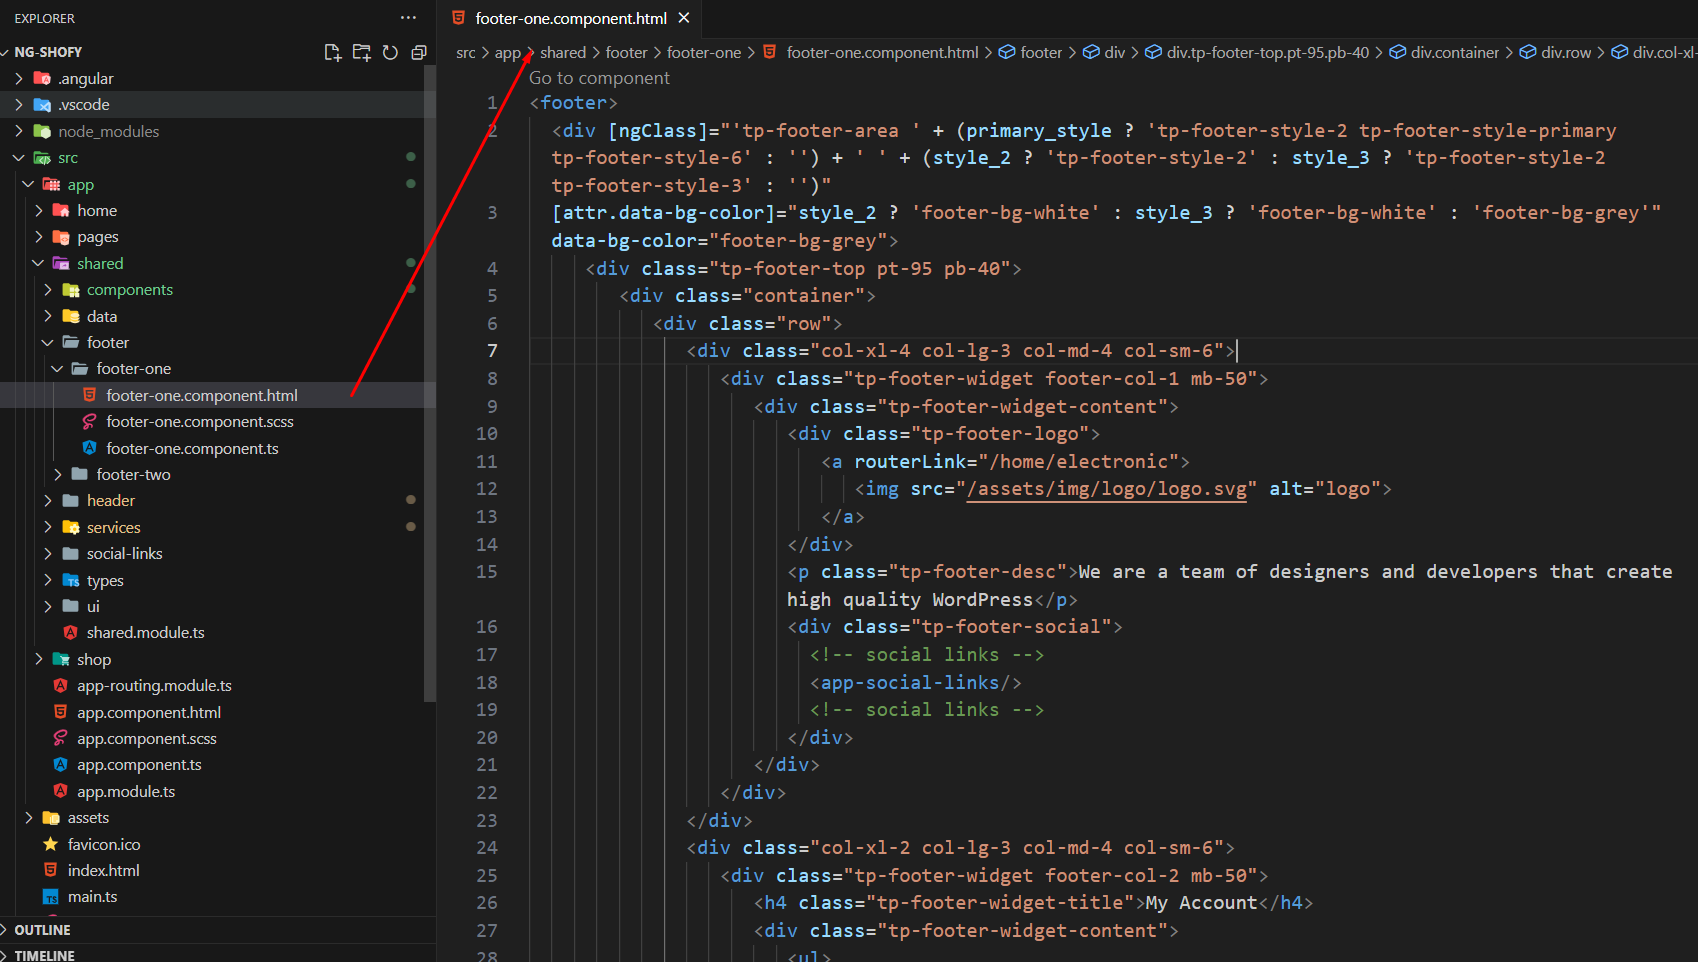 EXPLORER
NG-SHOFY
.angular
.vscode
node_modules
src
app
home
pages
shared
components
data
footer
footer-one
footer-one.component.html
footer-one.component.scss
footer-one.component.ts
footer-two
header
services
social-links
types
ui
shared.module.ts
shop
app-routing.module.ts
app.component.html
app.component.scss
app.component.ts
app.module.ts
assets
favicon.ico
index.html
main.ts
OUTLINE
TIMELINE
footer-one.component.html
src > app > shared > footer > footer-one > footer-one.component.html > footer > div > div.tp-footer-top.pt-95.pb-40 > div.container > div.row > div.col-xl-
Go to component
1 <footer>
2 <div [ngClass]="'tp-footer-area ' + (primary_style ? 'tp-footer-style-2 tp-footer-style-primary
tp-footer-style-6' : '') + ' ' + (style_2 ? 'tp-footer-style-2' : style_3 ? 'tp-footer-style-2
tp-footer-style-3' : '')"
3 [attr.data-bg-color]="style_2 ? 'footer-bg-white' : style_3 ? 'footer-bg-white' : 'footer-bg-grey'"
data-bg-color="footer-bg-grey">
4 <div class="tp-footer-top pt-95 pb-40">
5 <div class="container">
6 <div class="row">
7 <div class="col-xl-4 col-lg-3 col-md-4 col-sm-6">
8 <div class="tp-footer-widget footer-col-1 mb-50">
9 <div class="tp-footer-widget-content">
10 <div class="tp-footer-logo">
11 <a routerLink="/home/electronic">
12 <img src="/assets/img/logo/logo.svg" alt="logo">
13 </a>
14 </div>
15 <p class="tp-footer-desc">We are a team of designers and developers that create
high quality WordPress</p>
16 <div class="tp-footer-social">
17 <!-- social links -->
18 <app-social-links/>
19 <!-- social links -->
20 </div>
21 </div>
22 </div>
23 </div>
24 <div class="col-xl-2 col-lg-3 col-md-4 col-sm-6">
25 <div class="tp-footer-widget footer-col-2 mb-50">
26 <h4 class="tp-footer-widget-title">My Account</h4>
27 <div class="tp-footer-widget-content">
28 <ul>